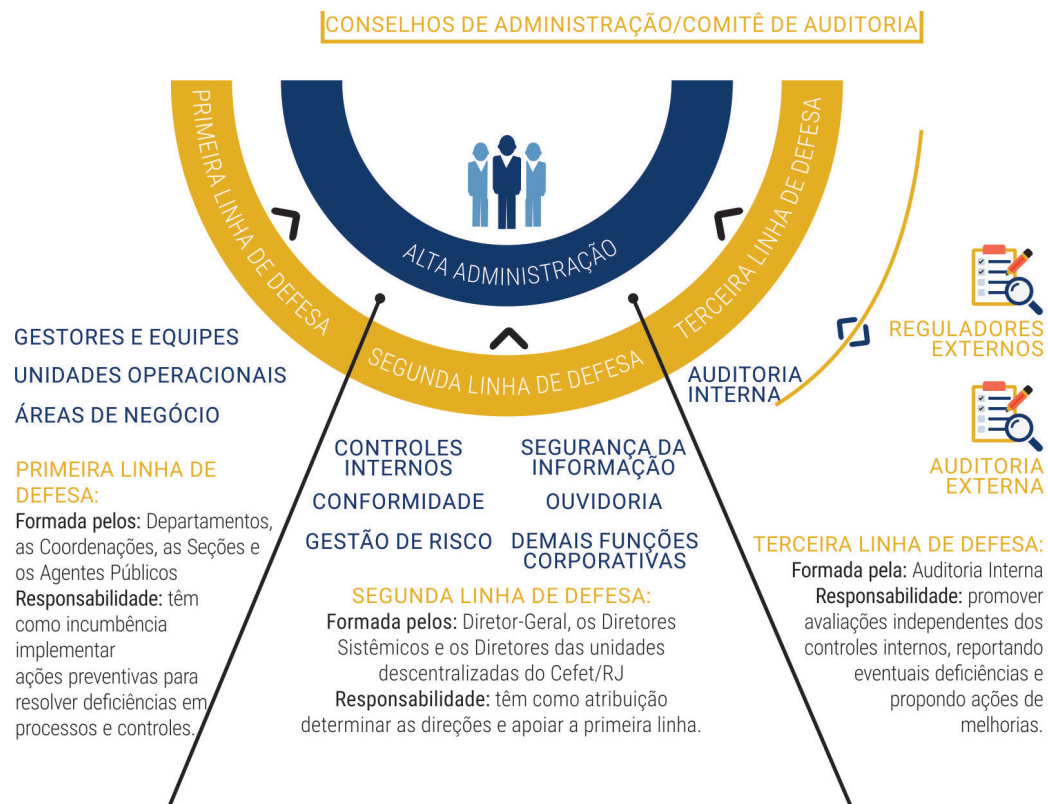 CONSELHOS DE ADMINISTRAÇÃO/COMITÊ DE AUDITORIA
PRIMEIRA LINHA DE DEFESA
SEGUNDA LINHA DE DEFESA
TERCEIRA LINHA DE DEFESA
ALTA ADMINISTRAÇÃO
GESTORES E EQUIPES
UNIDADES OPERACIONAIS
ÁREAS DE NEGÓCIO
PRIMEIRA LINHA DE
DEFESA:
Formada pelos: Departamentos,
as Coordenações, as Seções e
os Agentes Públicos
Responsabilidade: têm
como incumbência
implementar
ações preventivas para
resolver deficiências em
processos e controles.
CONTROLES
INTERNOS
SEGURANÇA DA
INFORMAÇÃO
CONFORMIDADE
OUVIDORIA
GESTÃO DE RISCO
DEMAIS FUNÇÕES
CORPORATIVAS
SEGUNDA LINHA DE DEFESA:
Formada pelos: Diretor-Geral, os Diretores
Sistêmicos e os Diretores das unidades
descentralizadas do Cefet/RJ
Responsabilidade: têm como atribuição
determinar as direções e apoiar a primeira linha.
AUDITORIA
INTERNA
REGULADORES
EXTERNOS
AUDITORIA
EXTERNA
TERCEIRA LINHA DE DEFESA:
Formada pela: Auditoria Interna
Responsabilidade: promover
avaliações independentes dos
controles internos, reportando
eventuais deficiências e
propondo ações de
melhorias.